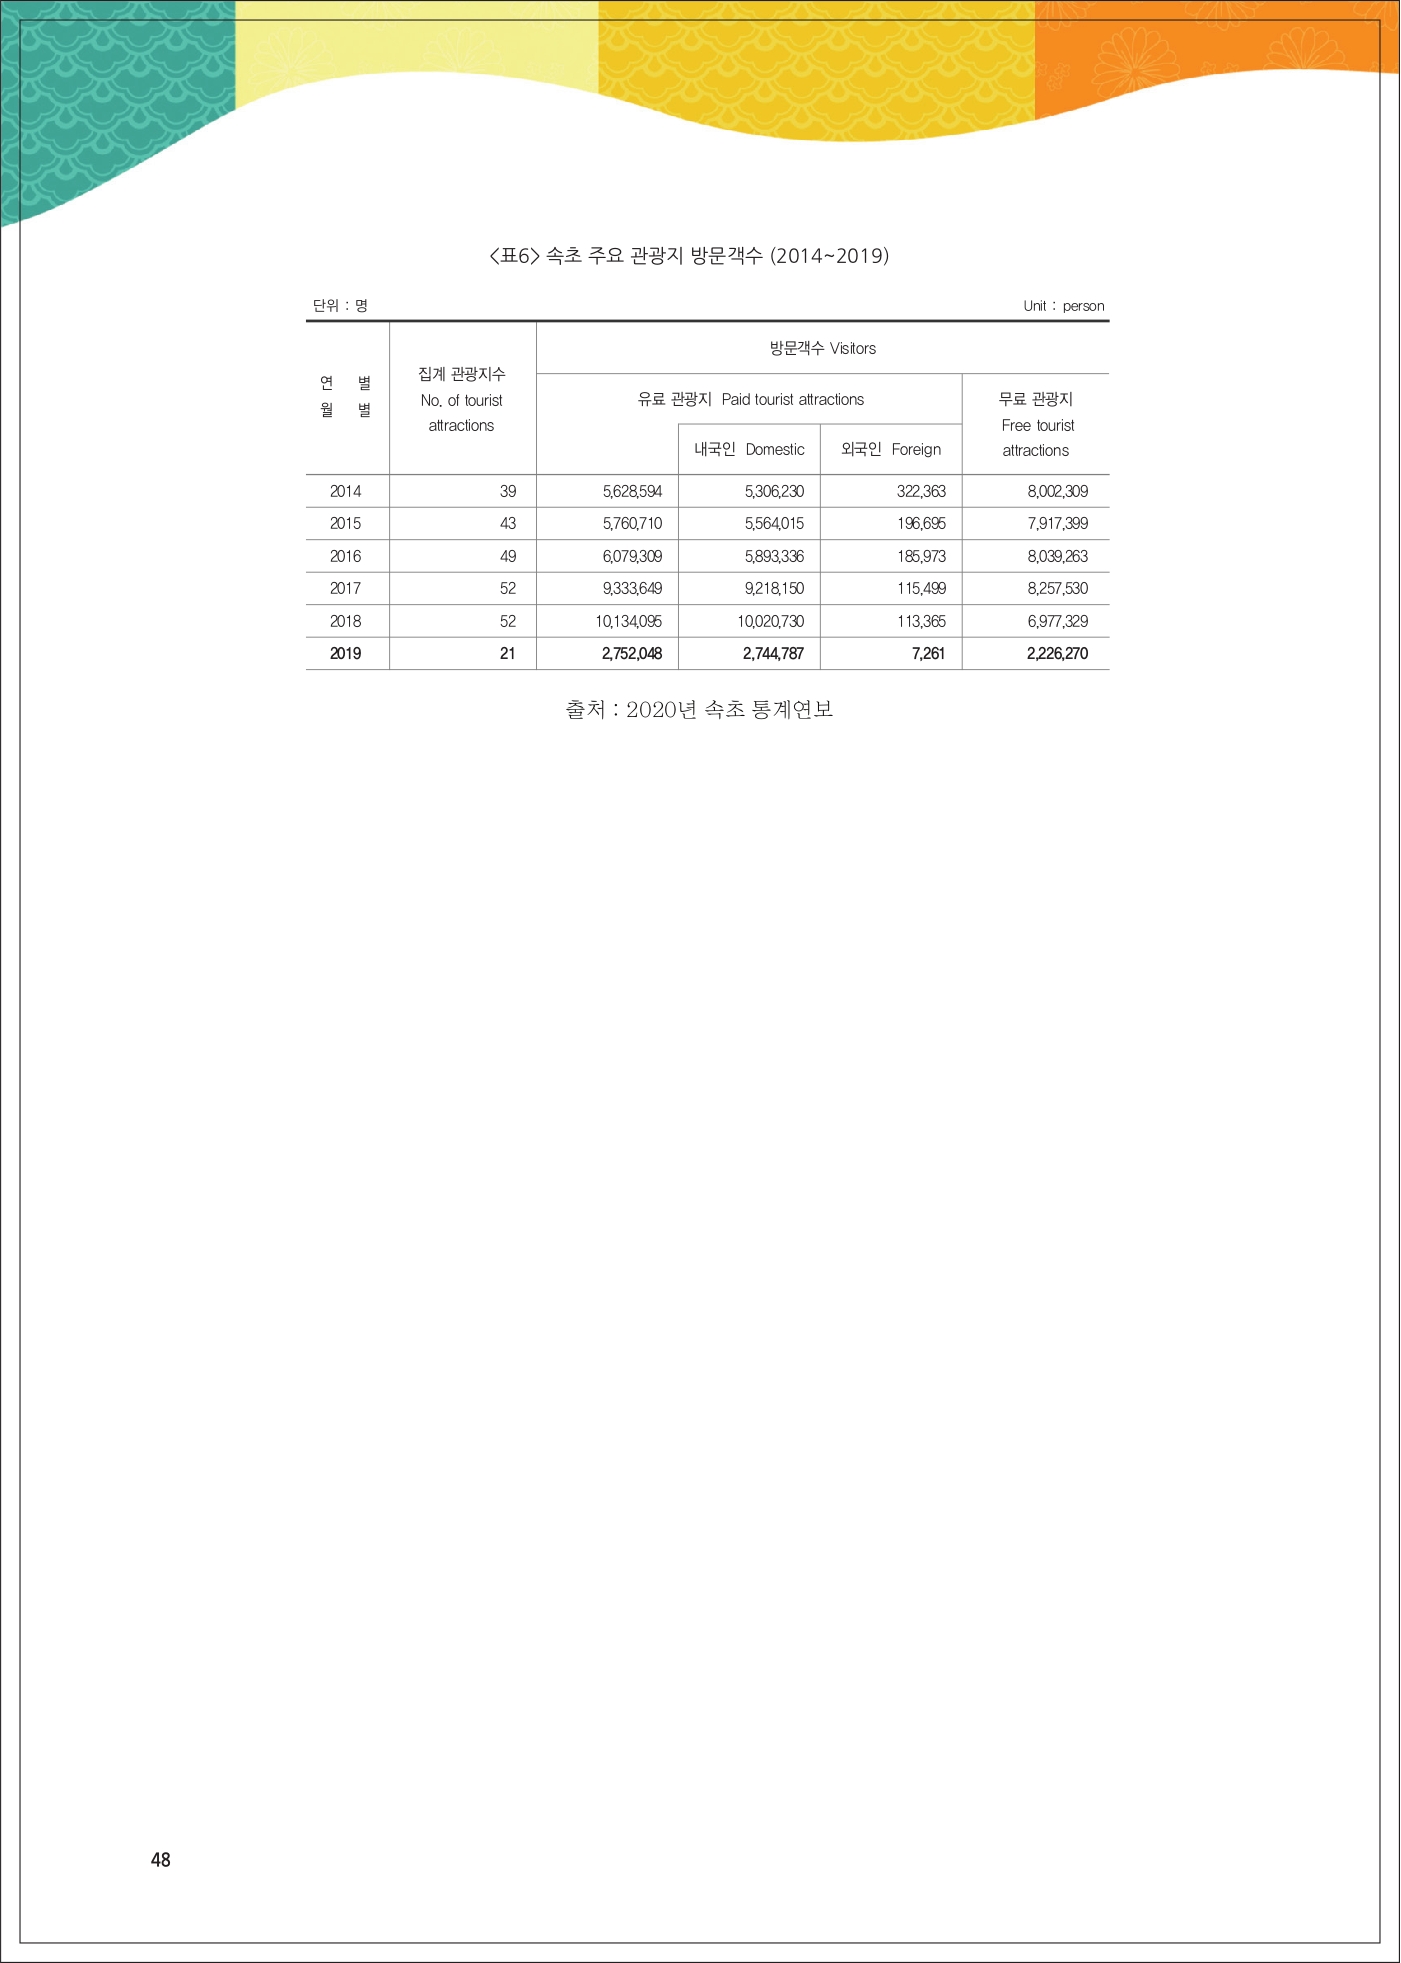 <표6> 속초 주요 관광지 방문객수 (2014~2019)
단위 : 명 Unit : person
방문객수 Visitors
연 별
월 별
집계 관광지수
No. of tourist
attractions
유료 관광지 Paid tourist attractions
무료 관광지
Free tourist
attractions
내국인 Domestic 외국인 Foreign
2014 39 5,628,594 5,306,230 322,363 8,002,309
2015 43 5,760,710 5,564,015 196,695 7,917,399
2016 49 6,079,309 5,893,336 185,973 8,039,263
2017 52 9,333,649 9,218,150 115,499 8,257,530
2018 52 10,134,095 10,020,730 113,365 6,977,329
2019 21 2,752,048 2,744,787 7,261 2,226,270
출처 : 2020년 속초 통계연보
48